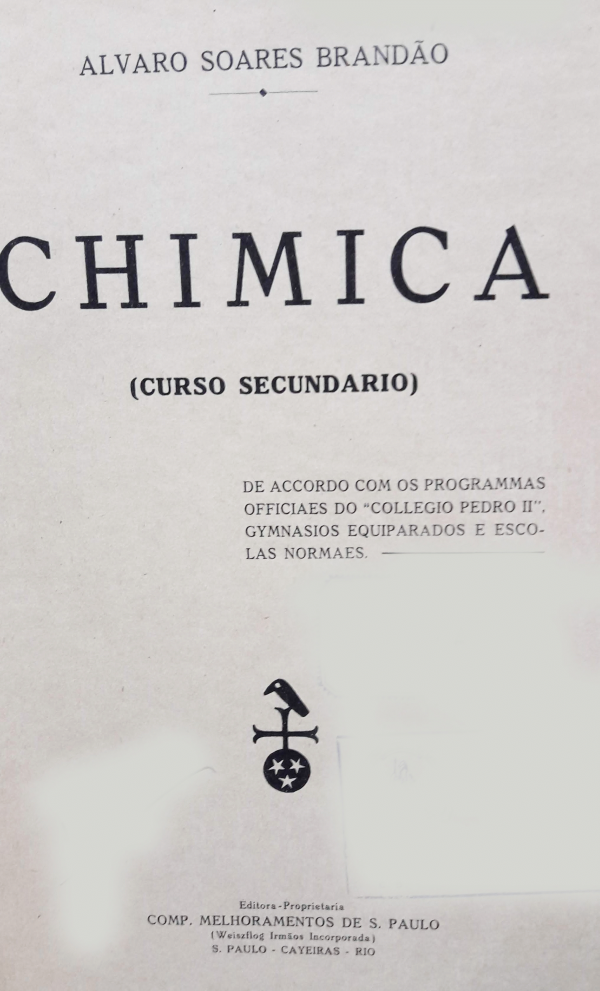 ALVARO SOARES BRANDÃO
CHIMICA
(CURSO SECUNDARIO)
DE ACCORDO COM OS PROGRAMMAS
OFFICIAES DO “COLLEGIO PEDRO II”,
GYMNASIOS EQUIPARADOS E ESCO-
LAS NORMAES.
Editora-Proprietaria
COMP. MELHORAMENTOS DE S. PAULO
(Weiszflog Irmãos Incorporada)
S. PAULO - CAYEIRAS - RIO